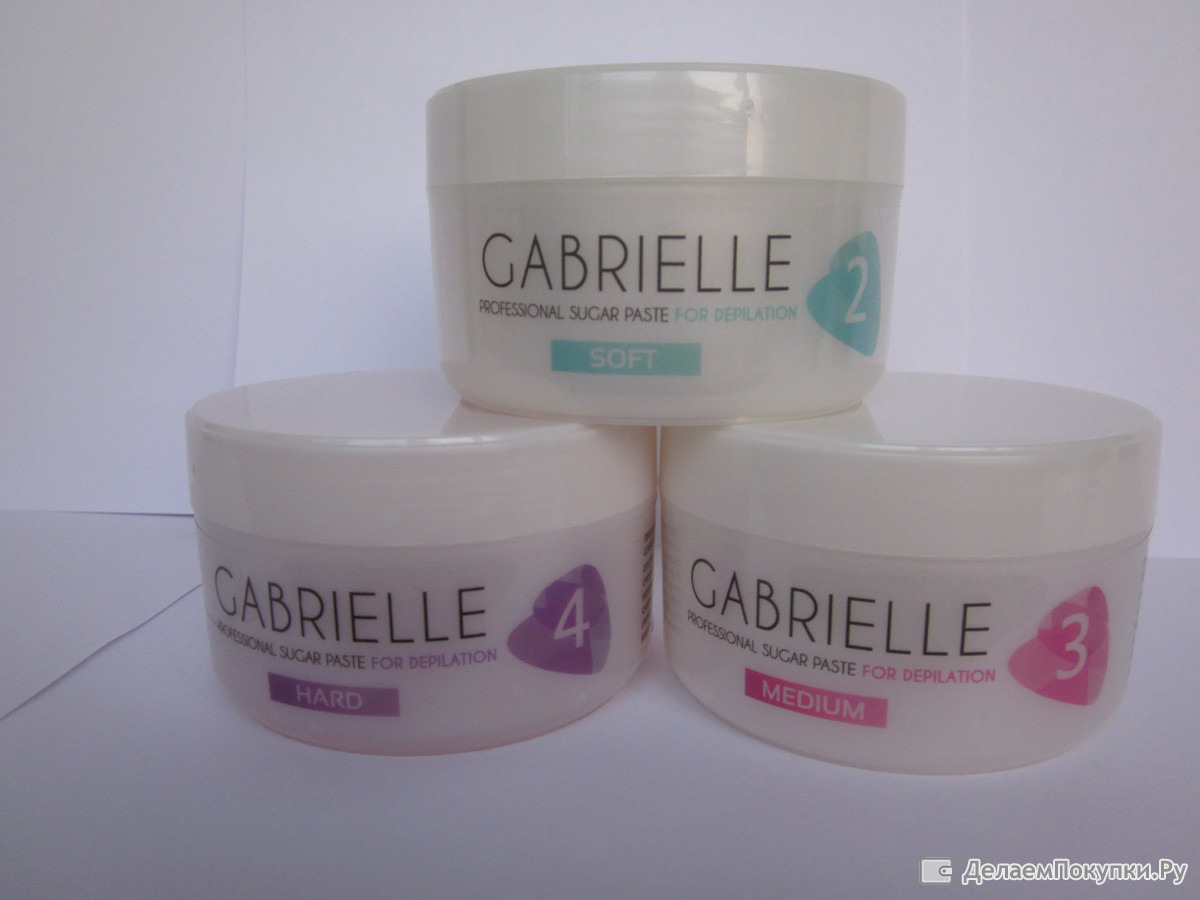 GABRIELLE
PROFESSIONAL SUGAR PASTE FOR DEPILATION
SOFT
2
GABRIELLE
PROFESSIONAL SUGAR PASTE FOR DEPILATION
HARD
4
GABRIELLE
PROFESSIONAL SUGAR PASTE FOR DEPILATION
MEDIUM
3
ДелаемПокупки.Ру